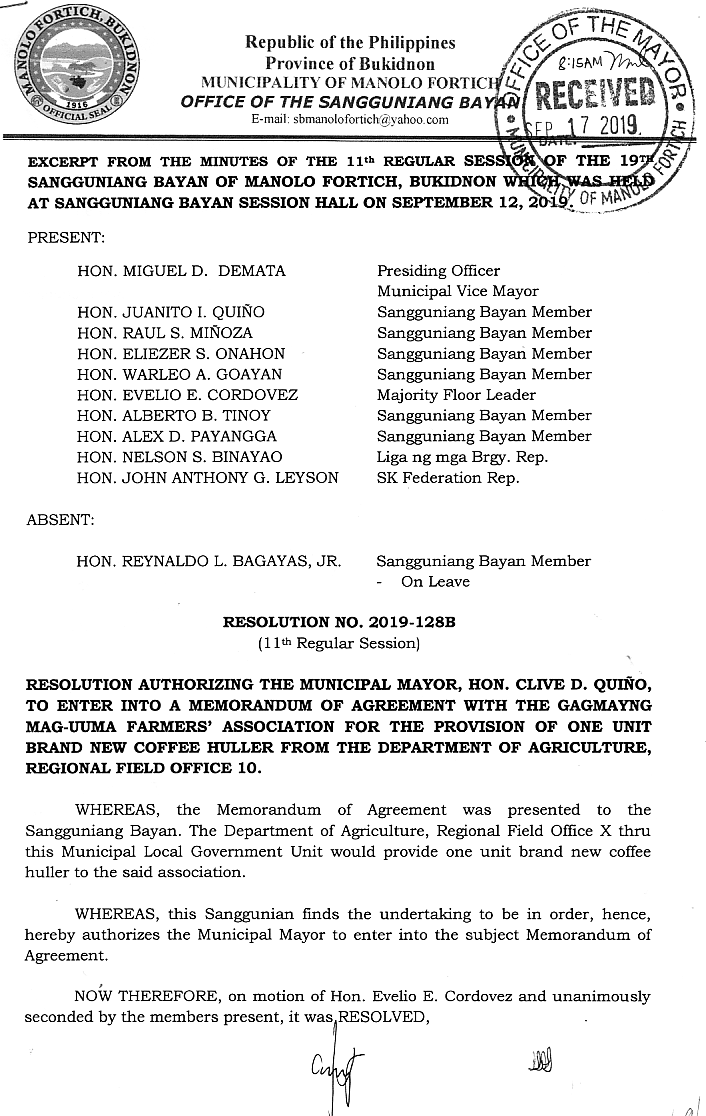 MANOLO FORTICH, BUKIDNON
1916
OFFICIAL SEAL
Republic of the Philippines
Province of Bukidnon
MUNICIPALITY OF MANOLO FORTICH
OFFICE OF THE SANGGUNIANG BAYAN
E-mail: sbmanolofortich@yahoo.com
OFFICE OF THE MAYOR
8:15AM
RECEIVED
SEP 17 2019
DATE:
MUNICIPALITY OF MANOLO FORTICH
EXCERPT FROM THE MINUTES OF THE 11th REGULAR SESSION OF THE 19TH
SANGGUNIANG BAYAN OF MANOLO FORTICH, BUKIDNON WHICH WAS HELD
AT SANGGUNIANG BAYAN SESSION HALL ON SEPTEMBER 12, 2019.
PRESENT:
HON. MIGUEL D. DEMATA Presiding Officer
Municipal Vice Mayor
HON. JUANITO I. QUIÑO Sangguniang Bayan Member
HON. RAUL S. MIÑOZA Sangguniang Bayan Member
HON. ELIEZER S. ONAHON Sangguniang Bayan Member
HON. WARLEO A. GOAYAN Sangguniang Bayan Member
HON. EVELIO E. CORDOVEZ Majority Floor Leader
HON. ALBERTO B. TINOY Sangguniang Bayan Member
HON. ALEX D. PAYANGGA Sangguniang Bayan Member
HON. NELSON S. BINAYAO Liga ng mga Brgy. Rep.
HON. JOHN ANTHONY G. LEYSON SK Federation Rep.
ABSENT:
HON. REYNALDO L. BAGAYAS, JR. Sangguniang Bayan Member
- On Leave
RESOLUTION NO. 2019-128B
(11th Regular Session)
RESOLUTION AUTHORIZING THE MUNICIPAL MAYOR, HON. CLIVE D. QUIÑO,
TO ENTER INTO A MEMORANDUM OF AGREEMENT WITH THE GAGMAYNG
MAG-UUMA FARMERS' ASSOCIATION FOR THE PROVISION OF ONE UNIT
BRAND NEW COFFEE HULLER FROM THE DEPARTMENT OF AGRICULTURE,
REGIONAL FIELD OFFICE 10.
WHEREAS, the Memorandum of Agreement was presented to the
Sangguniang Bayan. The Department of Agriculture, Regional Field Office X thru
this Municipal Local Government Unit would provide one unit brand new coffee
huller to the said association.
WHEREAS, this Sanggunian finds the undertaking to be in order, hence,
hereby authorizes the Municipal Mayor to enter into the subject Memorandum of
Agreement.
NOW THEREFORE, on motion of Hon. Evelio E. Cordovez and unanimously
seconded by the members present, it was RESOLVED,